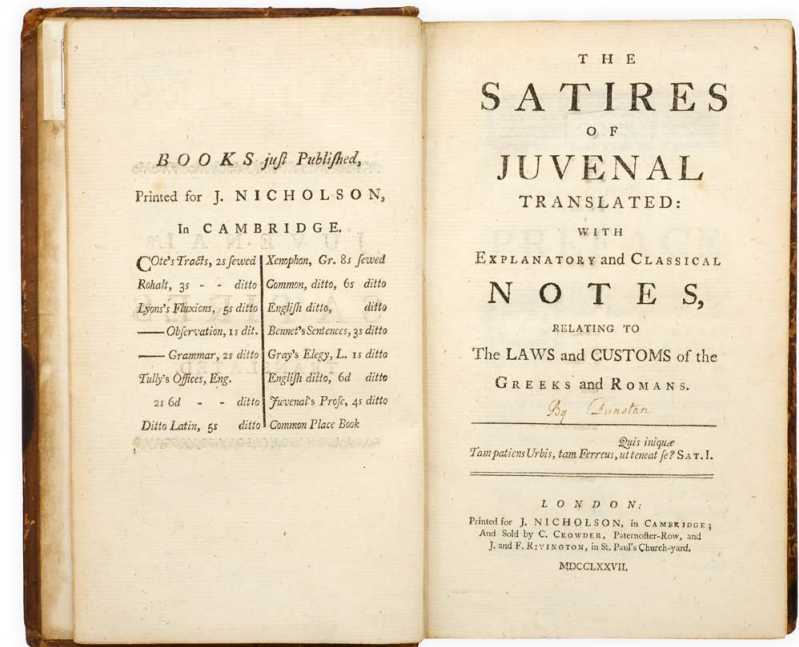 BOOKS juſt Publiſhed,
Printed for J. NICHOLSON,
In CAMBRIDGE.
COte's Tracts, 2s ſewed
Rohalt, 3s - - ditto
Lyons's Fluxions, 5s ditto
—— Obſervation, 1s dit.
—— Grammar, 2s ditto
Tully's Offices, Eng.
2s 6d - - ditto
Ditto Latin, 5s ditto
Xenophon, Gr. 8s ſewed
Common, ditto, 6s ditto
Engliſh ditto, ditto
Bennet's Sentences, 3s ditto
Gray's Elegy, L. 1s ditto
Engliſh ditto, 6d ditto
Juvenal's Proſe, 4s ditto
Common Place Book
THE
SATIRES
OF
JUVENAL
TRANSLATED:
WITH
EXPLANATORY and CLASSICAL
NOTES,
RELATING TO
The LAWS and CUSTOMS of the
GREEKS and ROMANS.
By Dunstan
Quis iniquæ
Tam patiens Urbis, tam Ferreus, ut teneat ſe? SAT. I.
LONDON:
Printed for J. NICHOLSON, in CAMBRIDGE;
And Sold by C. CROWDER, Paternoſter-Row, and
J. and F. RIVINGTON, in St. Paul's Church-yard.
MDCCLXXVII.